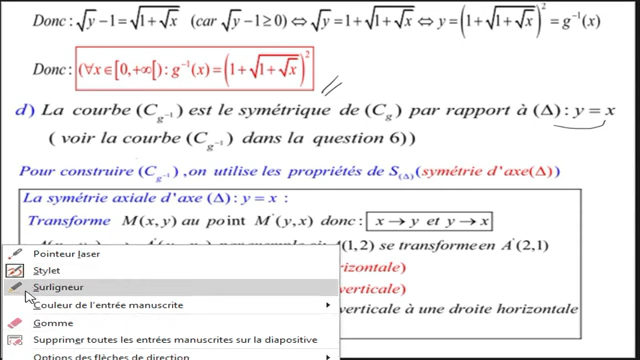 Donc : √y − 1 = √(1+√x) (car √y − 1 ≥ 0) ⇔ √y = 1 + √(1+√x) ⇔ y = (1 + √(1+√x))² = g⁻¹(x)
Donc : (∀x ∈ [0,+∞[) : g⁻¹(x) = (1 + √(1+√x))²
d) La courbe (C_g⁻¹) est le symétrique de (C_g) par rapport à (Δ) : y = x
( voir la courbe (C_g⁻¹) dans la question 6))
Pour construire (C_g⁻¹), on utilise les propriétés de S_(Δ) (symétrie d'axe(Δ))
La symétrie axiale d'axe (Δ) : y = x :
Transforme M(x, y) au point M'(y, x) donc : x → y et y → x
(1, 2) se transforme en A'(2,1)
Pointeur laser
Stylet
horizontale)
Surligneur
verticale)
Couleur de l'entrée manuscrite
verticale à une droite horizontale)
Gomme
Supprimer toutes les entrées manuscrites sur la diapositive
Options des flèches de direction